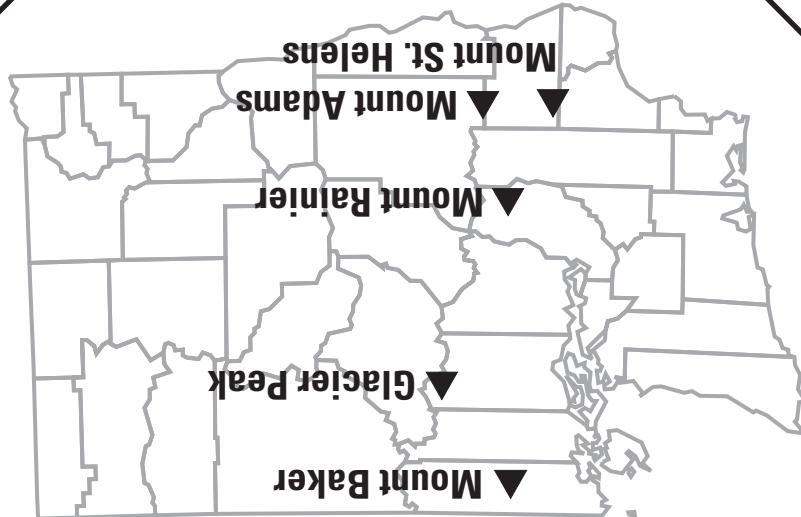 Mount Baker
Glacier Peak
Mount Rainier
Mount Adams
Mount St. Helens